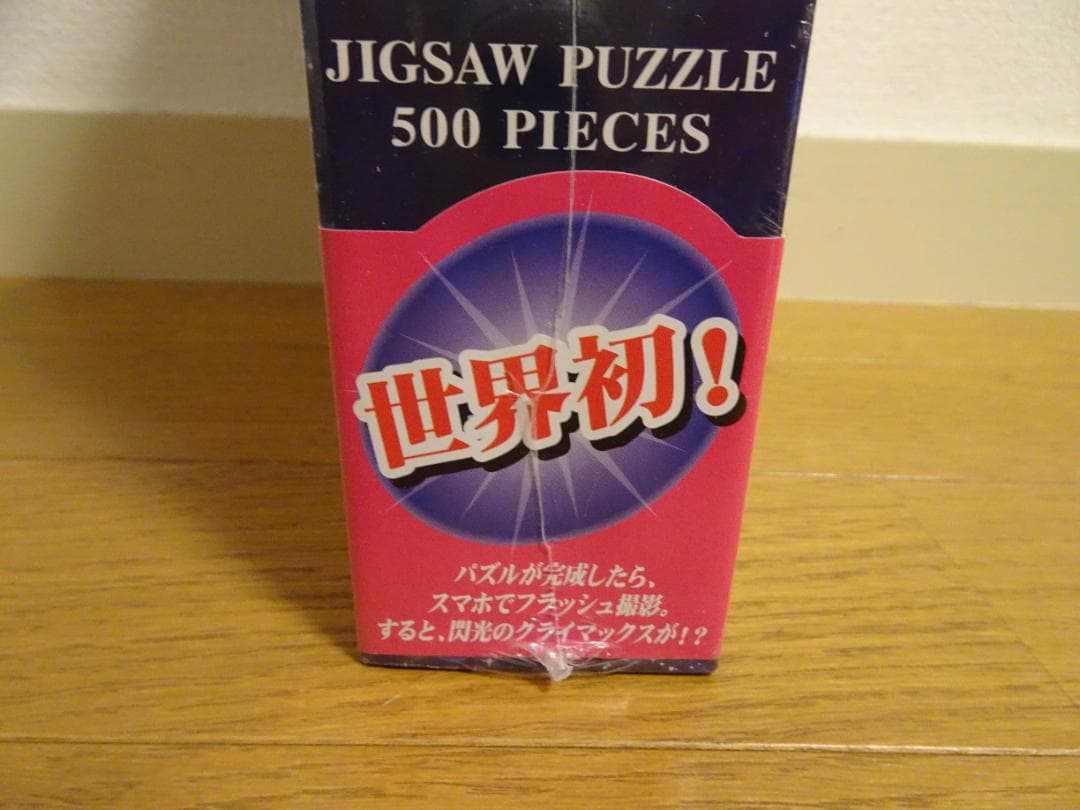 JIGSAW PUZZLE
500 PIECES
世界初！
パズルが完成したら、
スマホでフラッシュ撮影。
すると、閃光のクライマックスが！？